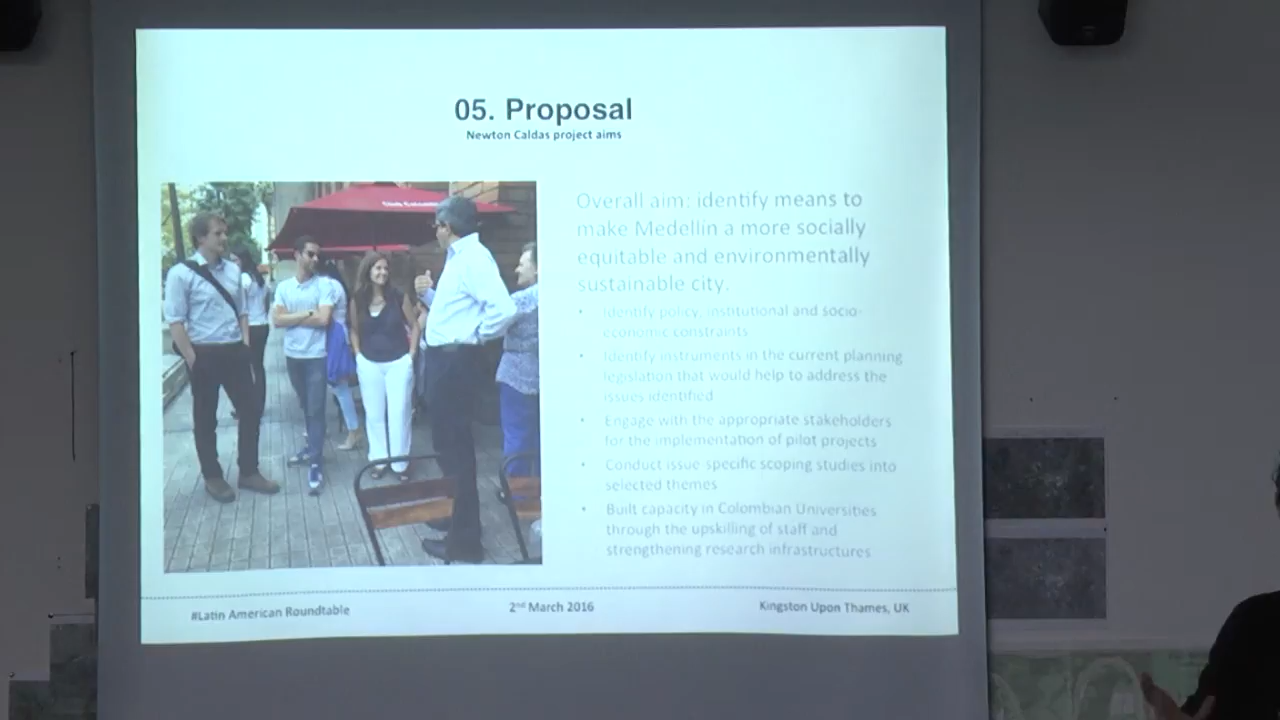 05. Proposal
Newton Caldas project aims
Overall aim: identify means to
make Medellín a more socially
equitable and environmentally
sustainable city.
• Identify policy, institutional and socio-
economic constraints
• Identify instruments in the current planning
legislation that would help to address the
issues identified
• Engage with the appropriate stakeholders
for the implementation of pilot projects
• Conduct issue-specific scoping studies into
selected themes
• Built capacity in Colombian Universities
through the upskilling of staff and
strengthening research infrastructures
#Latin American Roundtable
2nd March 2016
Kingston Upon Thames, UK